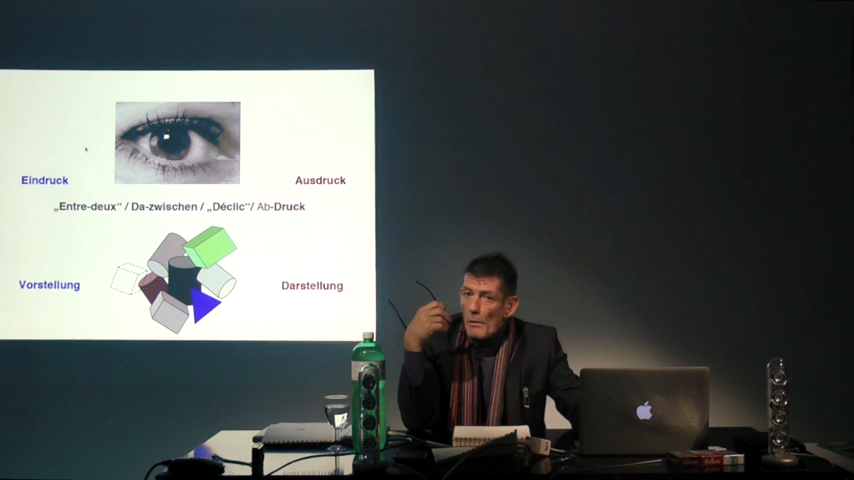 Eindruck
Ausdruck
„Entre-deux“ / Da-zwischen / „Déclic“/ Ab-Druck
Vorstellung
Darstellung